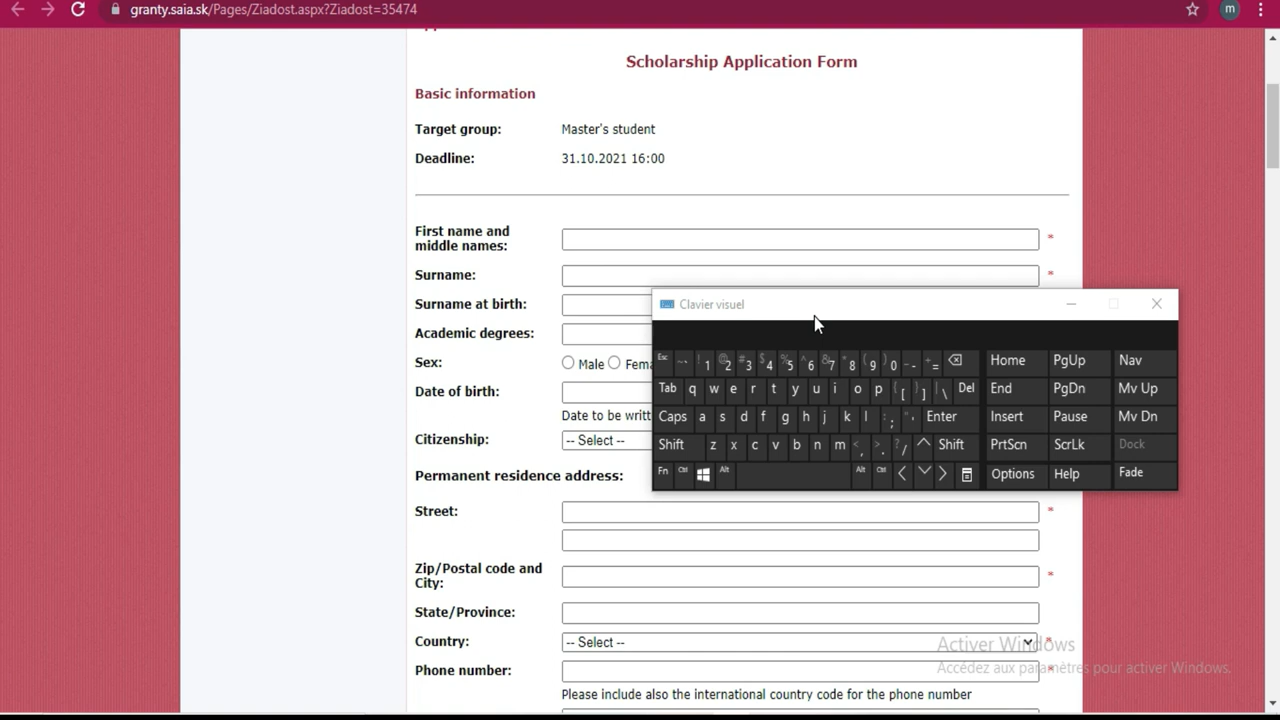 granty.saia.sk/Pages/Ziadost.aspx?Ziadost=35474
m
Scholarship Application Form
Basic information
Target group: Master's student
Deadline: 31.10.2021 16:00
First name and
middle names: *
Surname: *
Surname at birth:
Academic degrees:
Sex: Male Fema
Date of birth:
Date to be writt
Citizenship: -- Select --
Permanent residence address:
Clavier visuel
Esc ~ ` ! 1 @ 2 # 3 $ 4 % 5 ^ 6 & 7 * 8 ( 9 ) 0 _ - + = Home PgUp Nav
Tab q w e r t y u i o p { [ } ] | \ Del End PgDn Mv Up
Caps a s d f g h j k l : ; " ' Enter Insert Pause Mv Dn
Shift z x c v b n m < , > . ? / Shift PrtScn ScrLk Dock
Fn Ctrl Alt Alt Ctrl Options Help Fade
Street: *
Zip/Postal code and
City: *
State/Province:
Country: -- Select -- *
Phone number: *
Please include also the international country code for the phone number
Activer Windows
Accédez aux paramètres pour activer Windows.